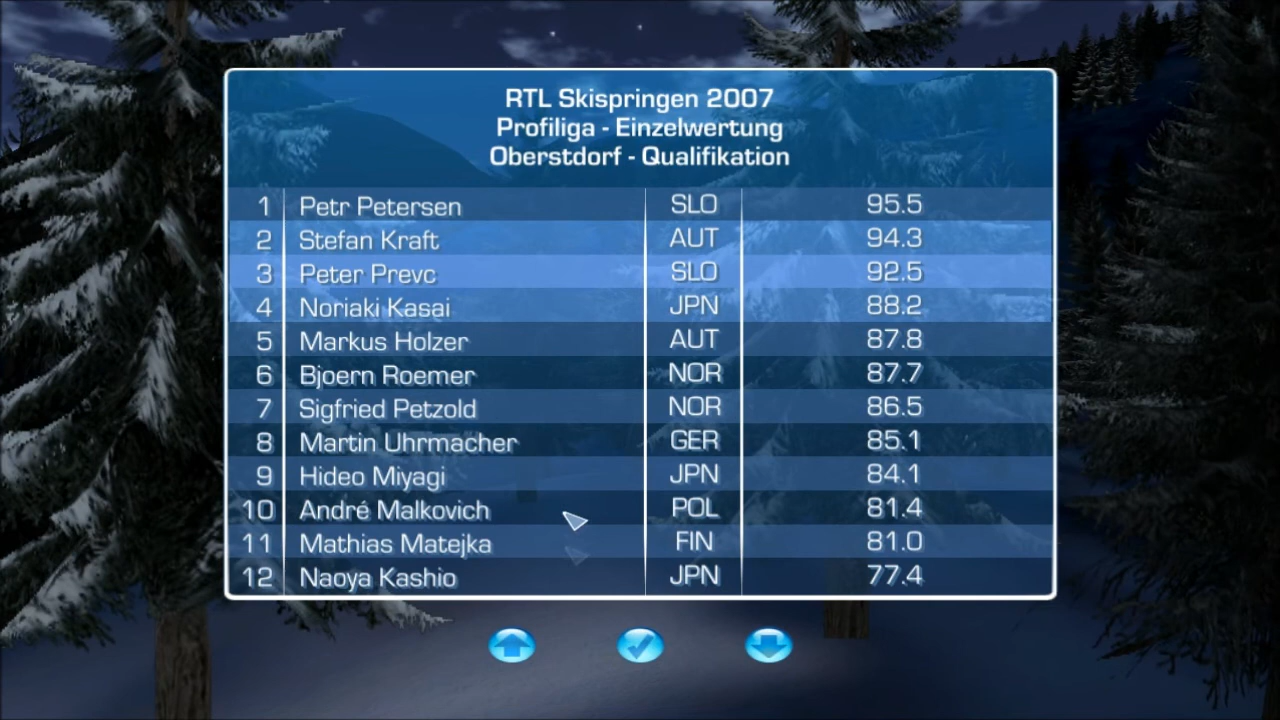 RTL Skispringen 2007
Profiliga - Einzelwertung
Oberstdorf - Qualifikation
1 Petr Petersen SLO 95.5
2 Stefan Kraft AUT 94.3
3 Peter Prevc SLO 92.5
4 Noriaki Kasai JPN 88.2
5 Markus Holzer AUT 87.8
6 Bjoern Roemer NOR 87.7
7 Sigfried Petzold NOR 86.5
8 Martin Uhrmacher GER 85.1
9 Hideo Miyagi JPN 84.1
10 André Malkovich POL 81.4
11 Mathias Matejka FIN 81.0
12 Naoya Kashio JPN 77.4